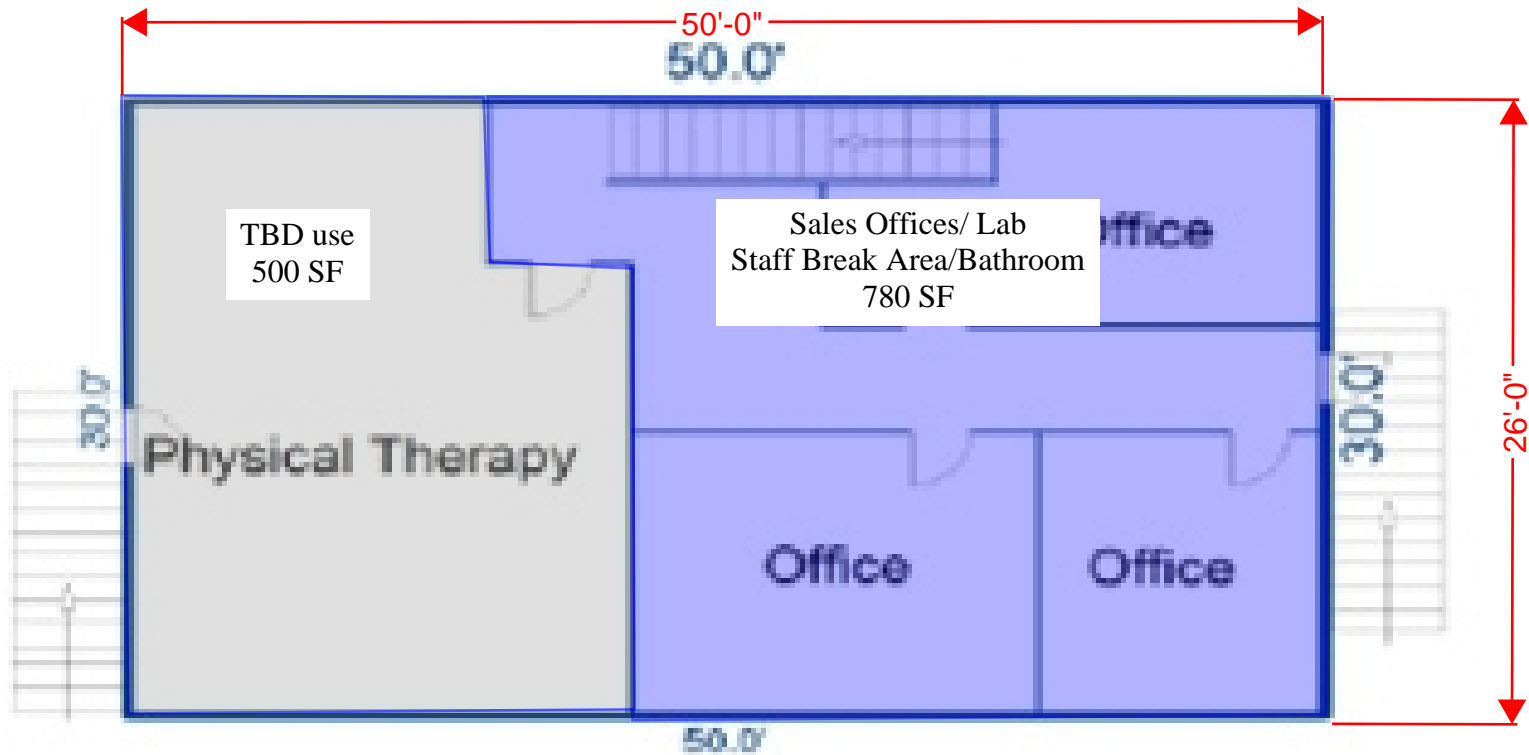 50'-0"
50.0'
TBD use
500 SF
Sales Offices/ Lab
Staff Break Area/Bathroom
780 SF
Office
30.0'
30.0'
26'-0"
Physical Therapy
Office
Office
50.0'